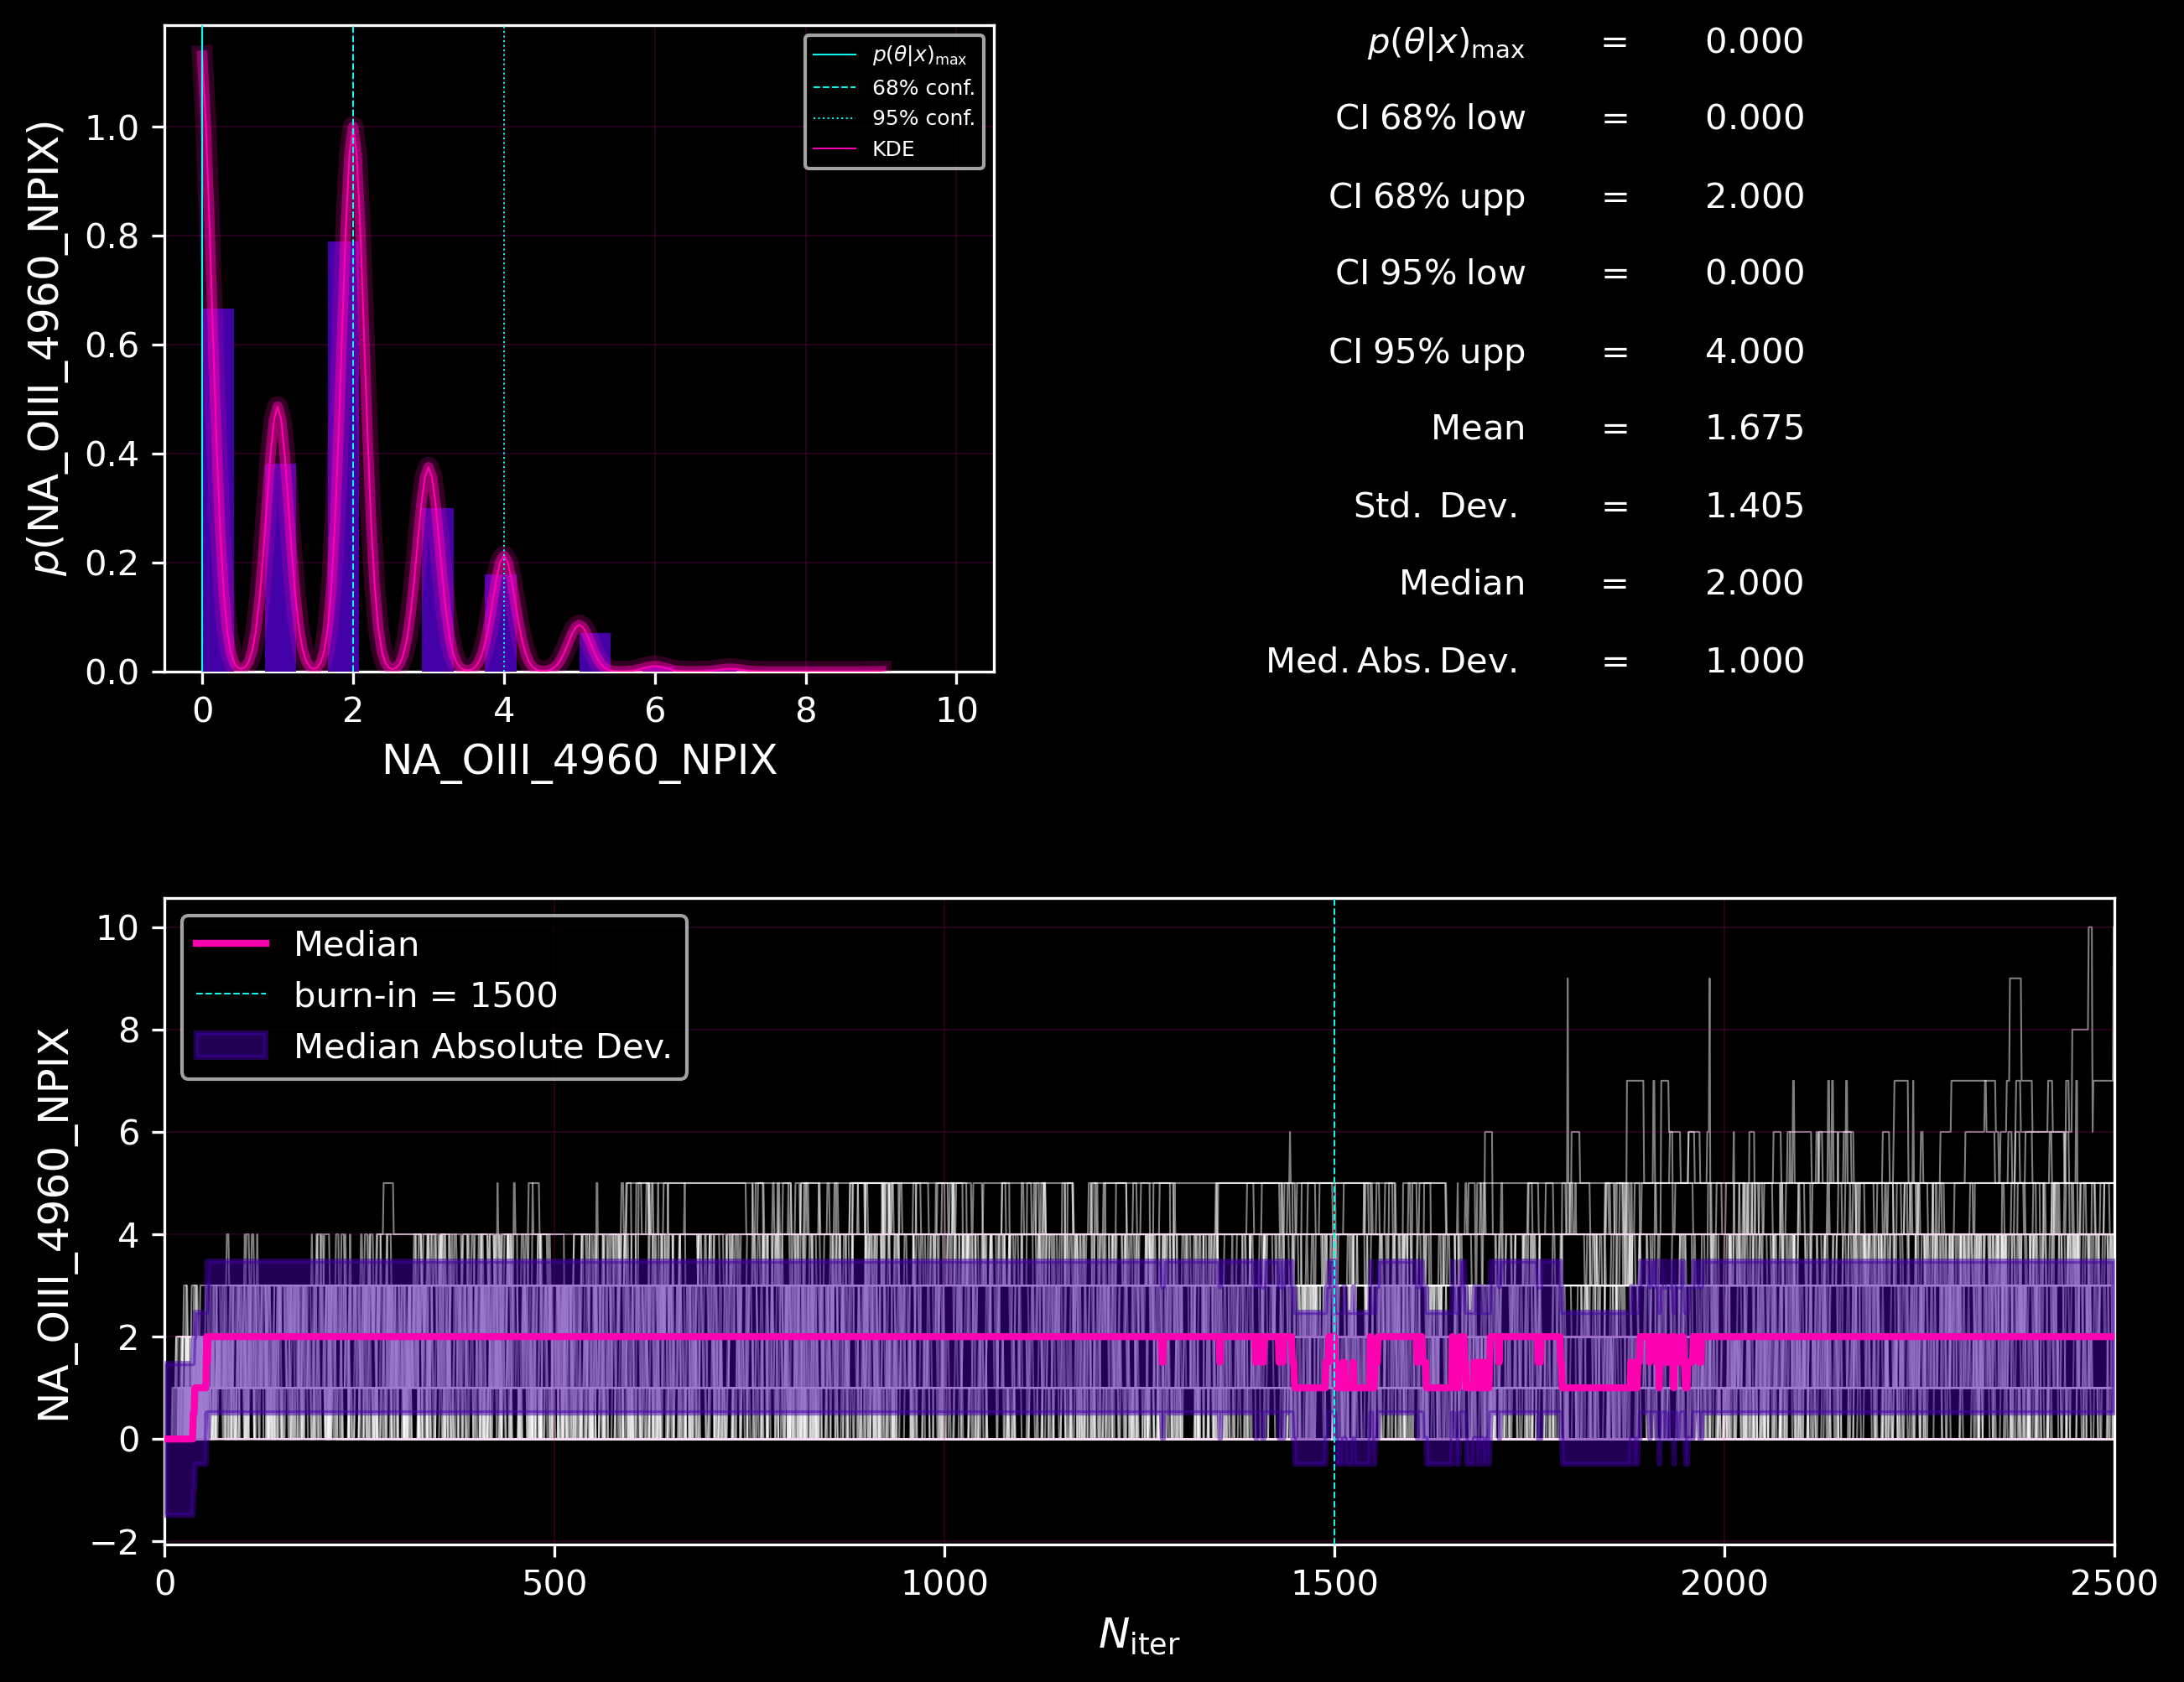 p(NA_OIII_4960_NPIX)
1.0
0.8
0.6
0.4
0.2
0.0
0 2 4 6 8 10
NA_OIII_4960_NPIX
p(θ|x)max
68% conf.
95% conf.
KDE
p(θ|x)max = 0.000
CI 68% low = 0.000
CI 68% upp = 2.000
CI 95% low = 0.000
CI 95% upp = 4.000
Mean = 1.675
Std. Dev. = 1.405
Median = 2.000
Med. Abs. Dev. = 1.000
NA_OIII_4960_NPIX
10
8
6
4
2
0
−2
Median
burn-in = 1500
Median Absolute Dev.
0 500 1000 1500 2000 2500
Niter